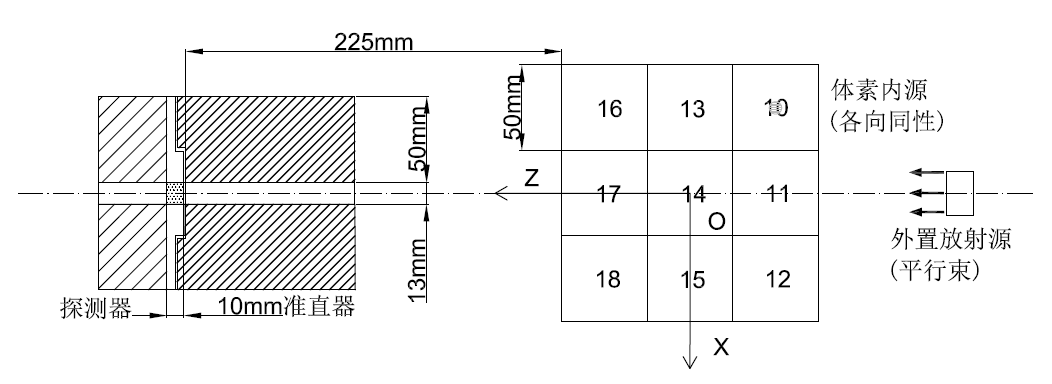 225mm
50mm
50mm
16 13 10
体素内源
(各向同性)
Z
17 14 11
O
外置放射源
(平行束)
13mm
18 15 12
探测器
10mm准直器
X